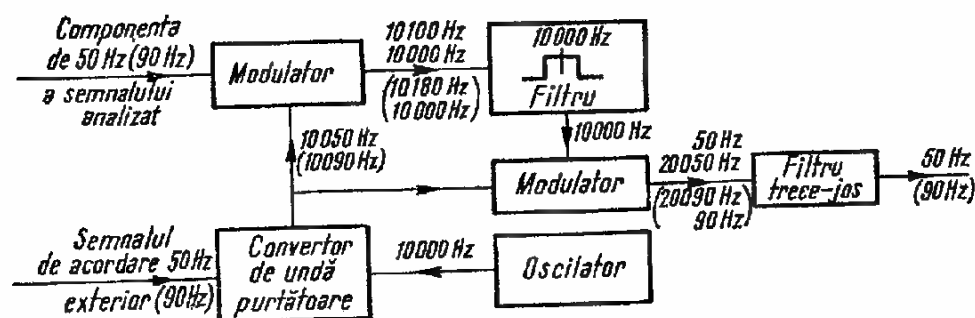 Componenta
de 50 Hz (90 Hz)
a semnalului
analizat
Modulator
10100 Hz
10000 Hz
(10180 Hz
10000 Hz)
10000 Hz
Filtru
10050 Hz
(10090 Hz)
10000 Hz
Modulator
50 Hz
20050 Hz
(20090 Hz
90 Hz)
Filtru
trece-jos
50 Hz
(90 Hz)
Semnalul
de acordare 50 Hz
exterior (90 Hz)
Convertor
de undă
purtătoare
10000 Hz
Oscilator